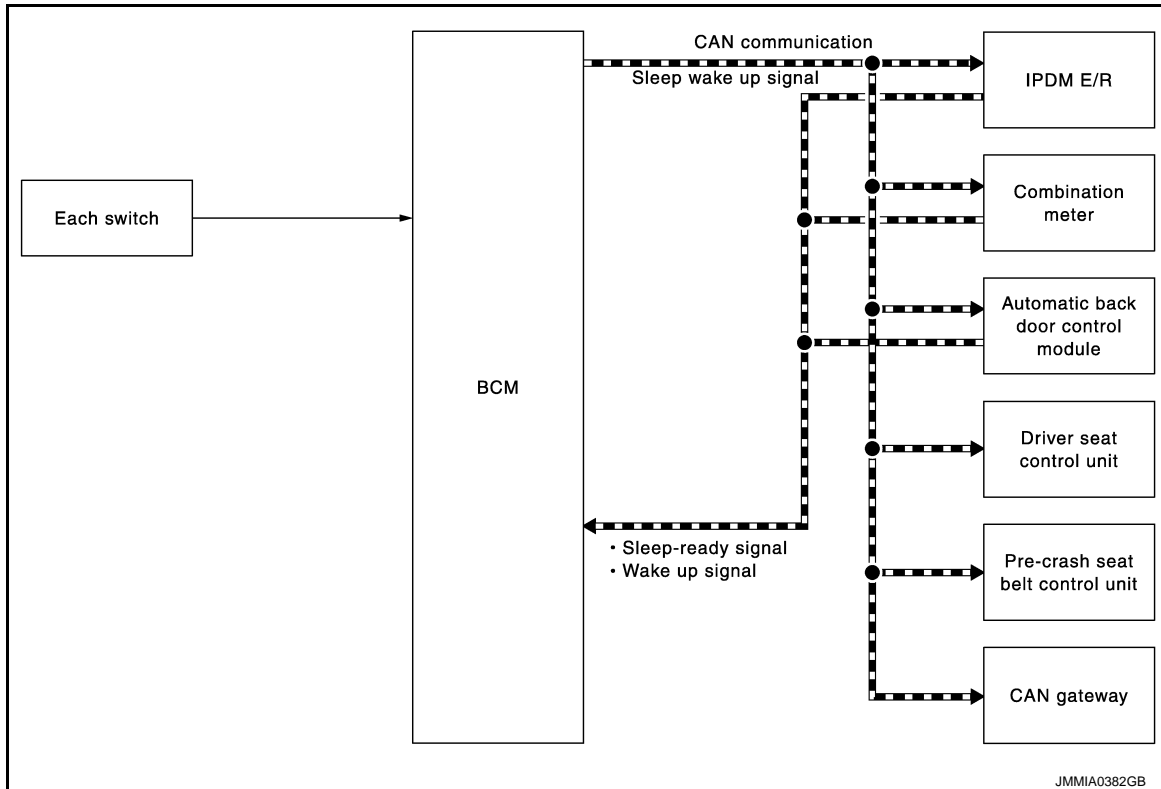 CAN communication
Sleep wake up signal
IPDM E/R
Combination
meter
Each switch
Automatic back
door control
module
BCM
Driver seat
control unit
• Sleep-ready signal
• Wake up signal
Pre-crash seat
belt control unit
CAN gateway
JMMIA0382GB